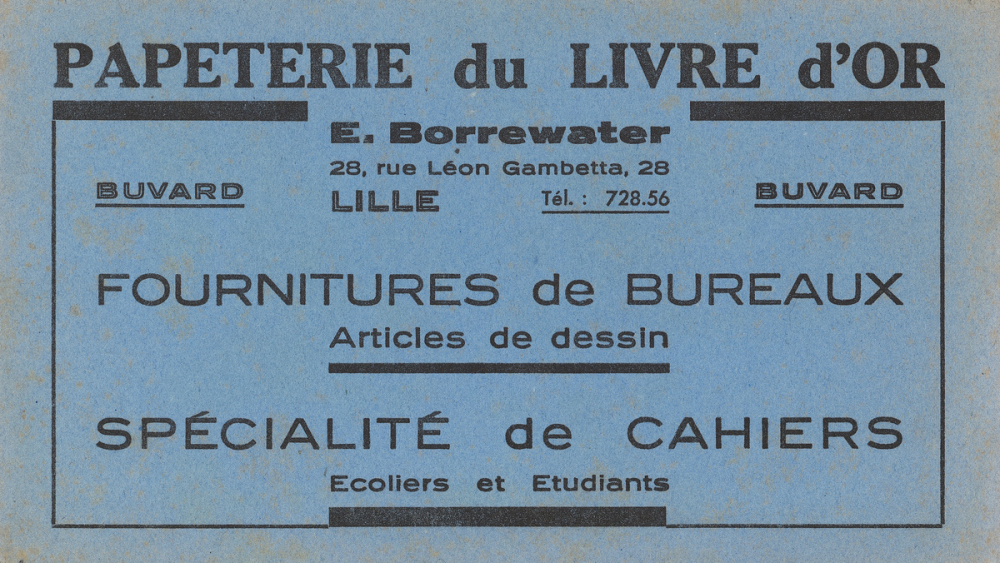 PAPETERIE du LIVRE d'OR
E. Borrewater
28, rue Léon Gambetta, 28
BUVARD LILLE Tél. : 728.56 BUVARD
FOURNITURES de BUREAUX
Articles de dessin
SPÉCIALITÉ de CAHIERS
Ecoliers et Etudiants